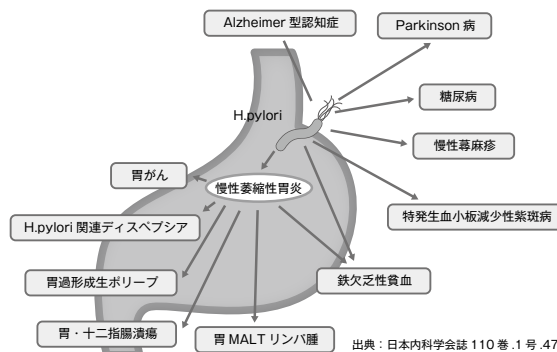 Alzheimer 型認知症
Parkinson 病
糖尿病
H.pylori
慢性蕁麻疹
胃がん
慢性萎縮性胃炎
特発生血小板減少性紫斑病
H.pylori 関連ディスペプシア
胃過形成生ポリープ
鉄欠乏性貧血
胃・十二指腸潰瘍
胃 MALT リンパ腫
出典：日本内科学会誌 110 巻 .1 号 .47